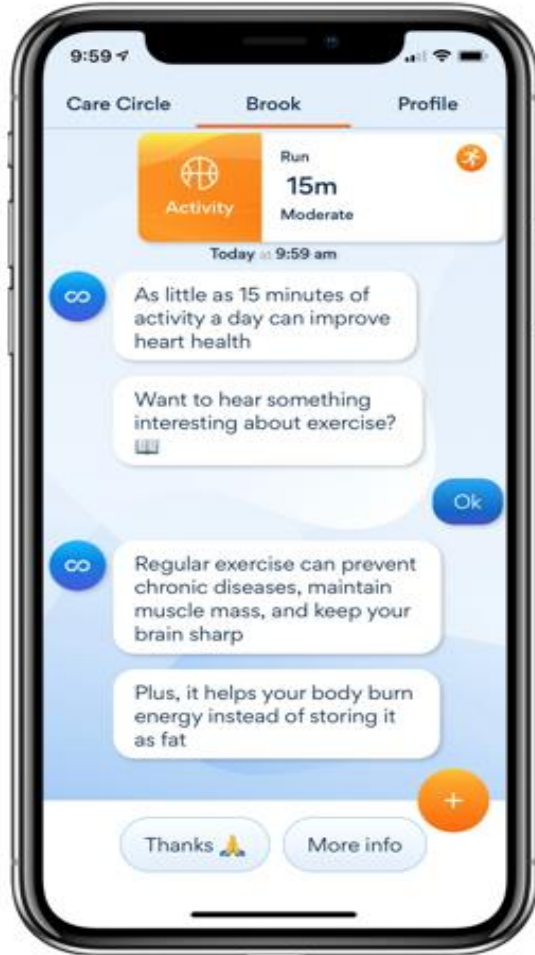 9:59
Care Circle
Brook
Profile
Activity
Run
15m
Moderate
Today at 9:59 am
As little as 15 minutes of
activity a day can improve
heart health
Want to hear something
interesting about exercise?
Ok
Regular exercise can prevent
chronic diseases, maintain
muscle mass, and keep your
brain sharp
Plus, it helps your body burn
energy instead of storing it
as fat
+
Thanks 🙏
More info